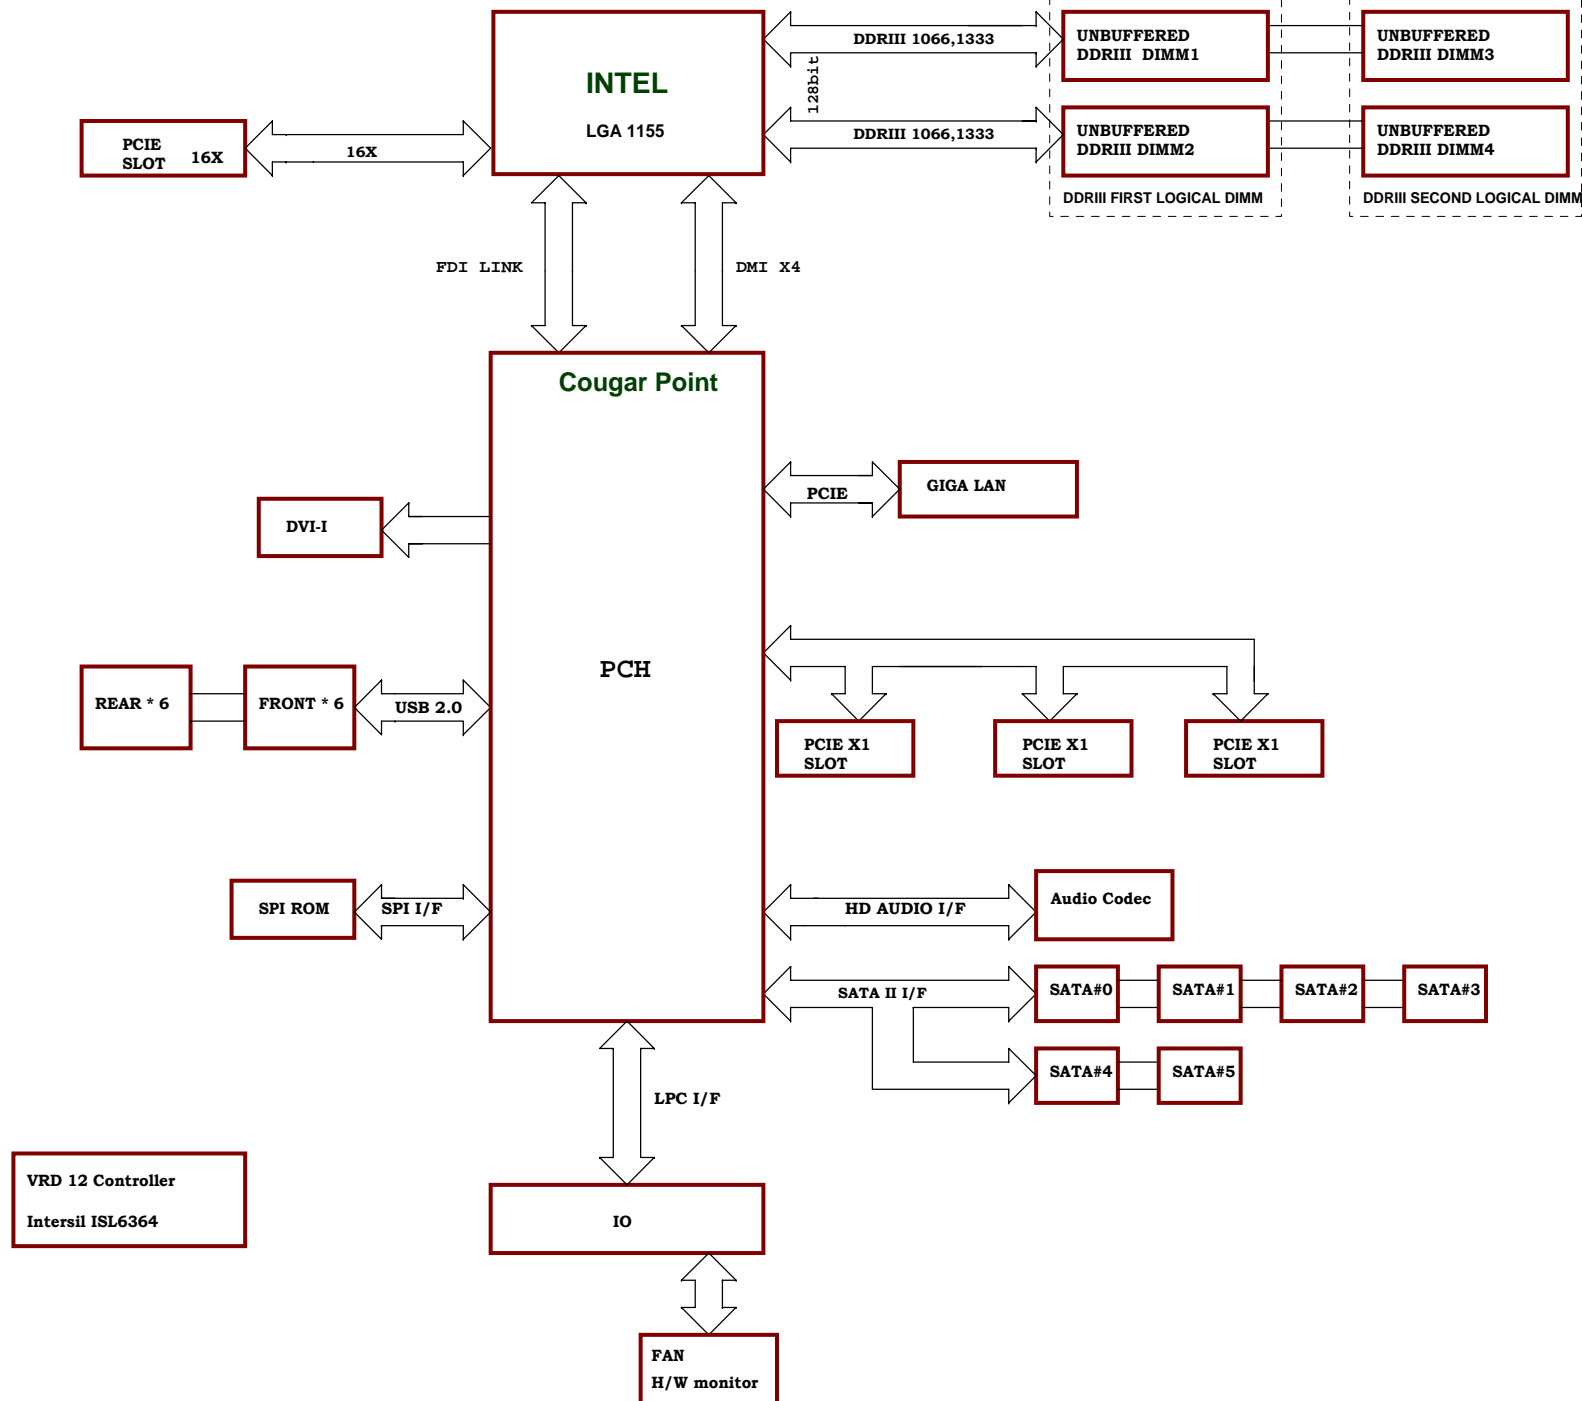 INTEL
LGA 1155
DDRIII 1066,1333
128bit
DDRIII 1066,1333
UNBUFFERED
DDRIII DIMM1
UNBUFFERED
DDRIII DIMM3
UNBUFFERED
DDRIII DIMM2
UNBUFFERED
DDRIII DIMM4
DDRIII FIRST LOGICAL DIMM
DDRIII SECOND LOGICAL DIMM
PCIE
SLOT 16X
16X
FDI LINK
DMI X4
Cougar Point
PCH
PCIE
GIGA LAN
DVI-I
REAR * 6
FRONT * 6
USB 2.0
PCIE X1
SLOT
PCIE X1
SLOT
PCIE X1
SLOT
SPI ROM
SPI I/F
HD AUDIO I/F
Audio Codec
SATA II I/F
SATA#0
SATA#1
SATA#2
SATA#3
SATA#4
SATA#5
LPC I/F
VRD 12 Controller
Intersil ISL6364
IO
FAN
H/W monitor